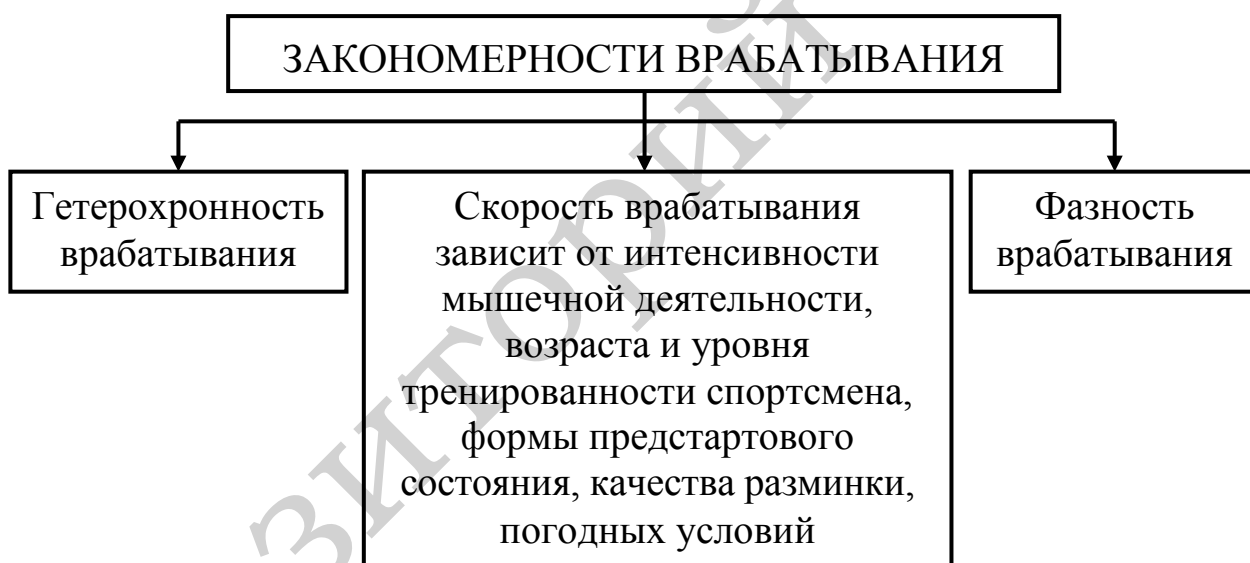 ЗАКОНОМЕРНОСТИ ВРАБАТЫВАНИЯ
Гетерохронность
врабатывания
Скорость врабатывания
зависит от интенсивности
мышечной деятельности,
возраста и уровня
тренированности спортсмена,
формы предстартового
состояния, качества разминки,
погодных условий
Фазность
врабатывания
зиторий